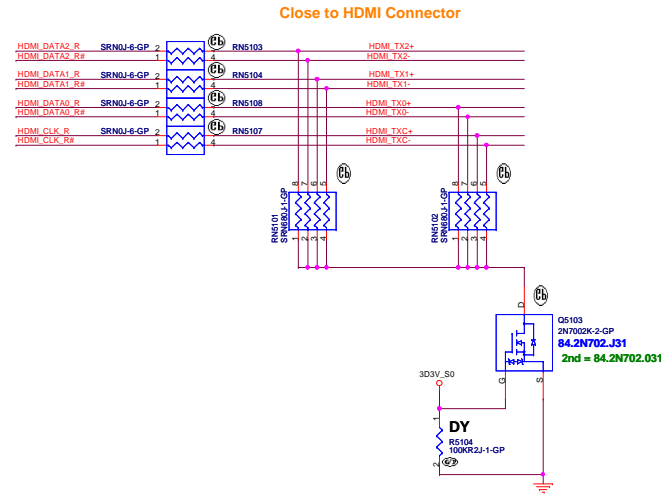 Close to HDMI Connector
HDMI_DATA2_R SRN0J-6-GP 2 3 RN5103 HDMI_TX2+
HDMI_DATA2_R# 1 4 HDMI_TX2-
HDMI_DATA1_R SRN0J-6-GP 2 3 RN5104 HDMI_TX1+
HDMI_DATA1_R# 1 4 HDMI_TX1-
HDMI_DATA0_R SRN0J-6-GP 2 3 RN5108 HDMI_TX0+
HDMI_DATA0_R# 1 4 HDMI_TX0-
HDMI_CLK_R SRN0J-6-GP 2 3 RN5107 HDMI_TXC+
HDMI_CLK_R# 1 4 HDMI_TXC-
8 7 6 5
8 7 6 5
RN5101
SRN680J-1-GP
RN5102
SRN680J-1-GP
1 2 3 4
1 2 3 4
D
Q5103
2N7002K-2-GP
84.2N702.J31
2nd = 84.2N702.031
G S
3D3V_S0
1
DY
R5104
100KR2J-1-GP
2